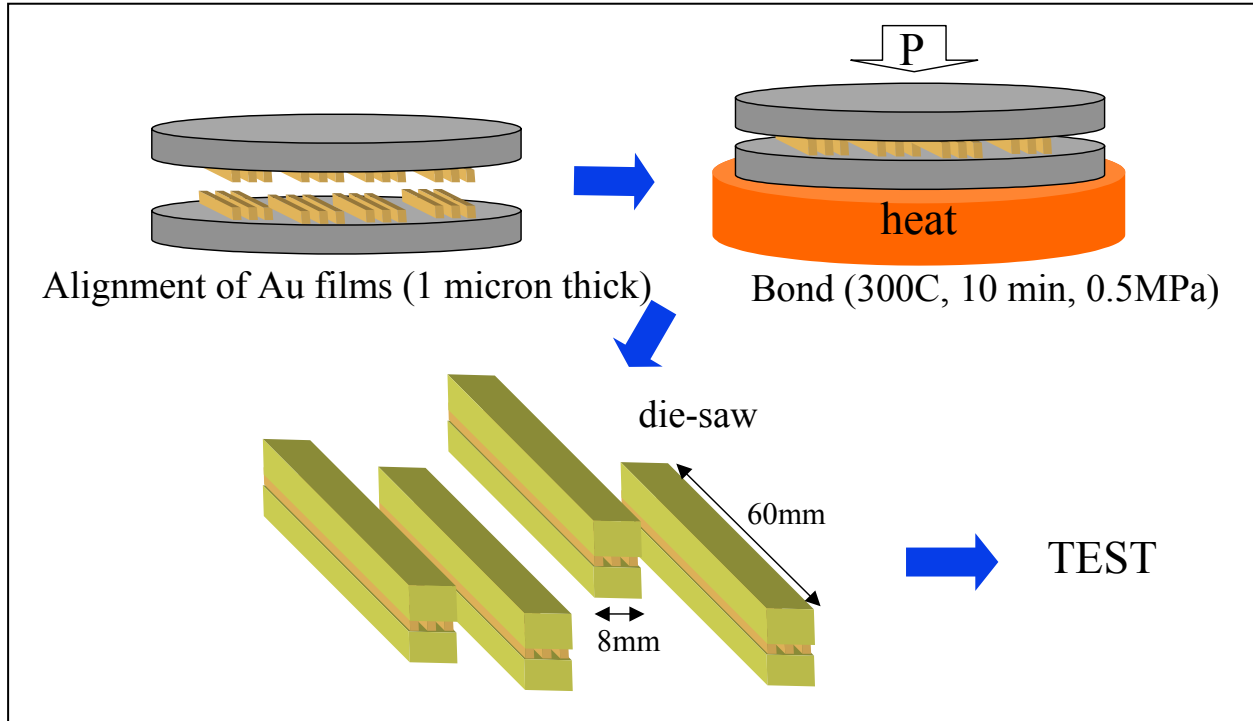 P
heat
Alignment of Au films (1 micron thick)
Bond (300C, 10 min, 0.5MPa)
die-saw
60mm
TEST
8mm